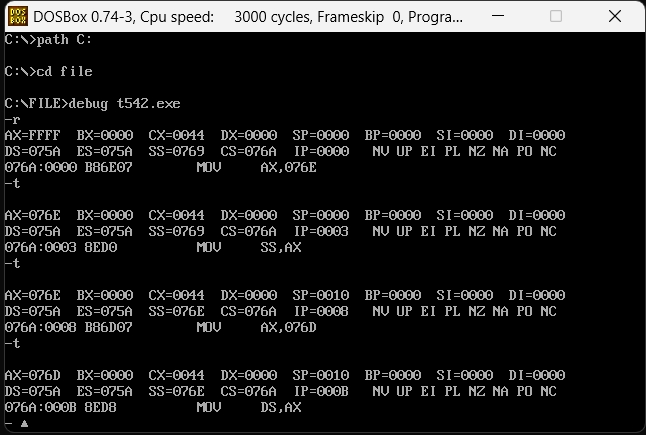 DOS BOX DOSBox 0.74-3, Cpu speed: 3000 cycles, Frameskip 0, Progra...
C:\>path C:
C:\>cd file
C:\FILE>debug t542.exe
-r
AX=FFFF BX=0000 CX=0044 DX=0000 SP=0000 BP=0000 SI=0000 DI=0000
DS=075A ES=075A SS=0769 CS=076A IP=0000 NV UP EI PL NZ NA PO NC
076A:0000 B86E07 MOV AX,076E
-t
AX=076E BX=0000 CX=0044 DX=0000 SP=0000 BP=0000 SI=0000 DI=0000
DS=075A ES=075A SS=0769 CS=076A IP=0003 NV UP EI PL NZ NA PO NC
076A:0003 8ED0 MOV SS,AX
-t
AX=076E BX=0000 CX=0044 DX=0000 SP=0010 BP=0000 SI=0000 DI=0000
DS=075A ES=075A SS=076E CS=076A IP=0008 NV UP EI PL NZ NA PO NC
076A:0008 B86D07 MOV AX,076D
-t
AX=076D BX=0000 CX=0044 DX=0000 SP=0010 BP=0000 SI=0000 DI=0000
DS=075A ES=075A SS=076E CS=076A IP=000B NV UP EI PL NZ NA PO NC
076A:000B 8ED8 MOV DS,AX
- ▲